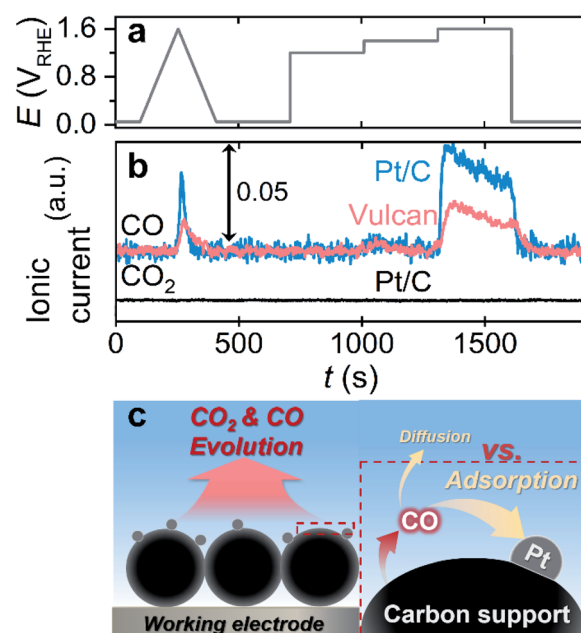 a
E (V_RHE)
1.6
0.8
0.0
b
Ionic current (a.u.)
0.05
Pt/C
CO
Vulcan
CO₂
Pt/C
0 500 1000 1500
t (s)
c
CO₂ & CO
Evolution
Working electrode
Diffusion
vs.
Adsorption
CO
Pt
Carbon support